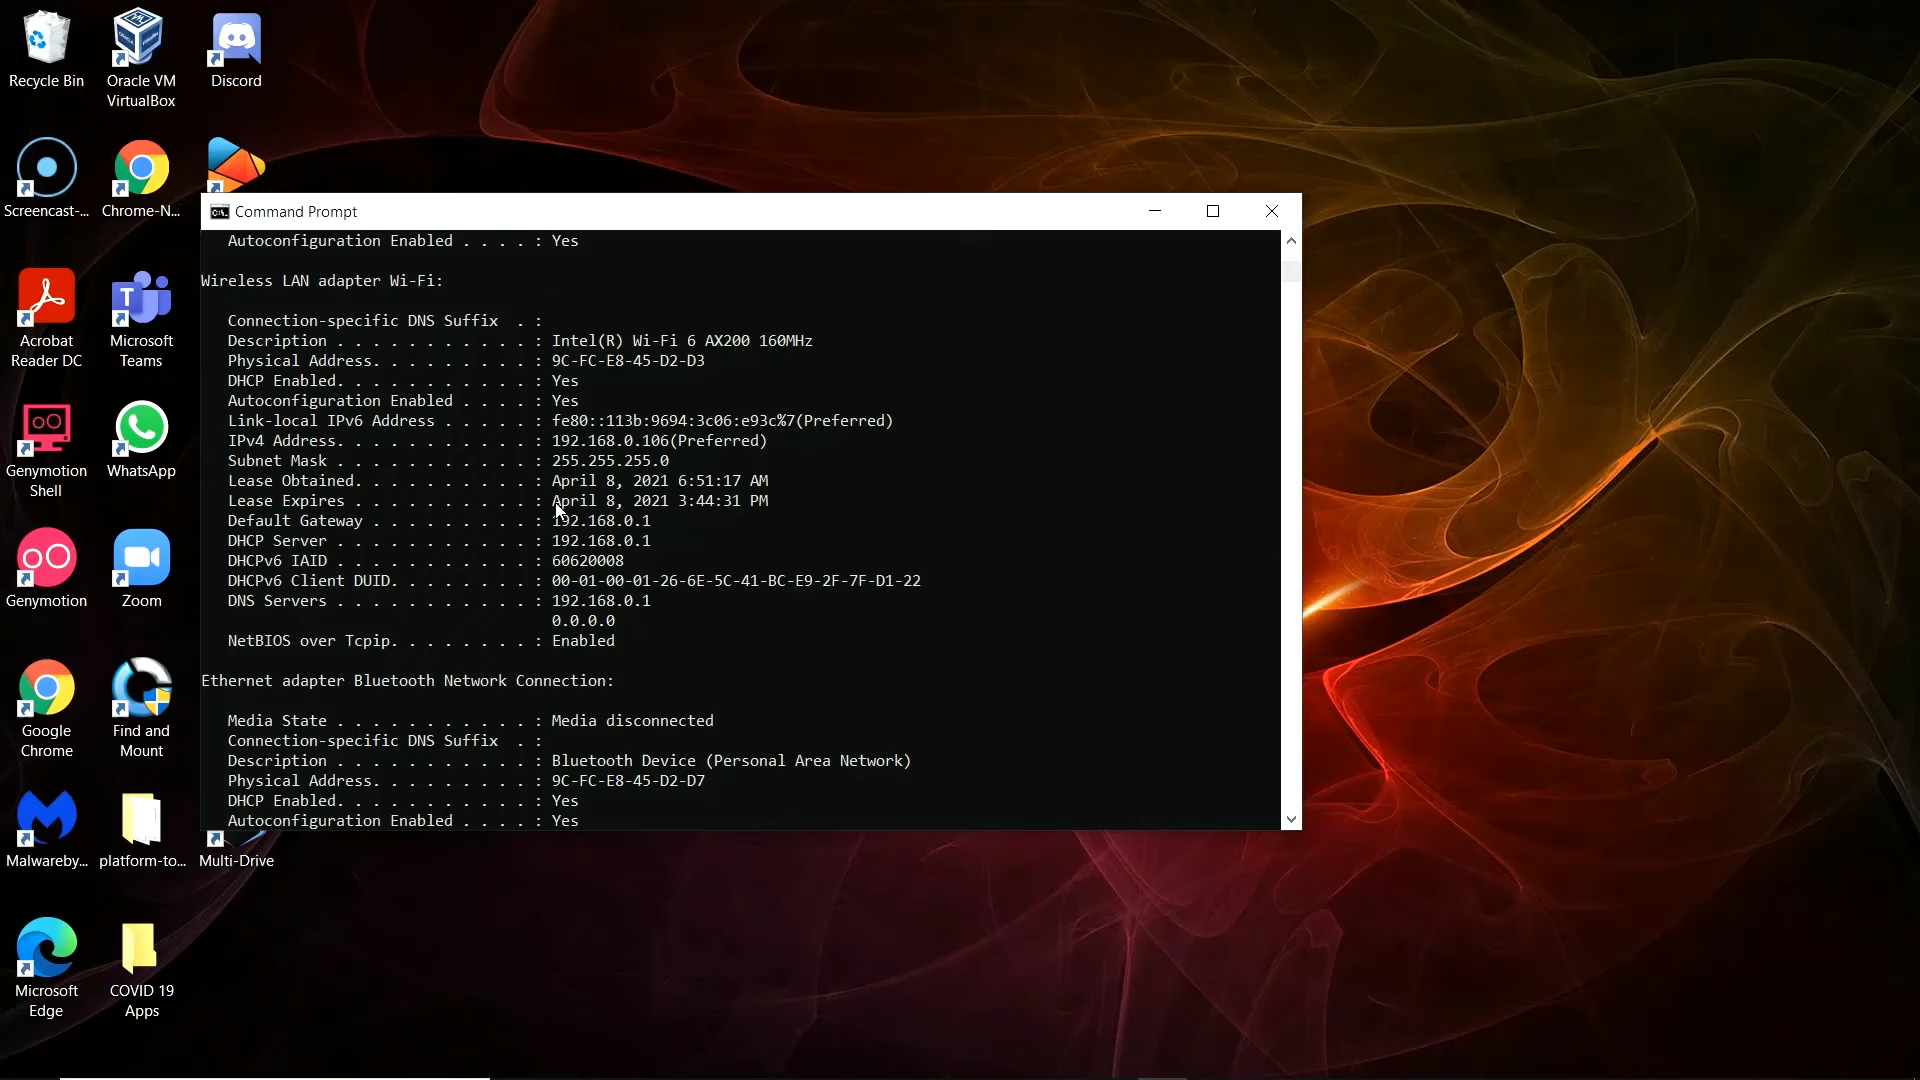 Recycle Bin
Oracle VM
VirtualBox
Discord
Screencast-...
Chrome-N...
Acrobat
Reader DC
Microsoft
Teams
Genymotion
Shell
WhatsApp
Genymotion
Zoom
Google
Chrome
Find and
Mount
Malwareby...
platform-to...
Multi-Drive
Microsoft
Edge
COVID 19
Apps
Command Prompt
Autoconfiguration Enabled . . . . : Yes
Wireless LAN adapter Wi-Fi:
Connection-specific DNS Suffix  . :
Description . . . . . . . . . . . : Intel(R) Wi-Fi 6 AX200 160MHz
Physical Address. . . . . . . . . : 9C-FC-E8-45-D2-D3
DHCP Enabled. . . . . . . . . . . : Yes
Autoconfiguration Enabled . . . . : Yes
Link-local IPv6 Address . . . . . : fe80::113b:9694:3c06:e93c%7(Preferred)
IPv4 Address. . . . . . . . . . . : 192.168.0.106(Preferred)
Subnet Mask . . . . . . . . . . . : 255.255.255.0
Lease Obtained. . . . . . . . . . : April 8, 2021 6:51:17 AM
Lease Expires . . . . . . . . . . : April 8, 2021 3:44:31 PM
Default Gateway . . . . . . . . . : 192.168.0.1
DHCP Server . . . . . . . . . . . : 192.168.0.1
DHCPv6 IAID . . . . . . . . . . . : 60620008
DHCPv6 Client DUID. . . . . . . . : 00-01-00-01-26-6E-5C-41-BC-E9-2F-7F-D1-22
DNS Servers . . . . . . . . . . . : 192.168.0.1
0.0.0.0
NetBIOS over Tcpip. . . . . . . . : Enabled
Ethernet adapter Bluetooth Network Connection:
Media State . . . . . . . . . . . : Media disconnected
Connection-specific DNS Suffix  . :
Description . . . . . . . . . . . : Bluetooth Device (Personal Area Network)
Physical Address. . . . . . . . . : 9C-FC-E8-45-D2-D7
DHCP Enabled. . . . . . . . . . . : Yes
Autoconfiguration Enabled . . . . : Yes